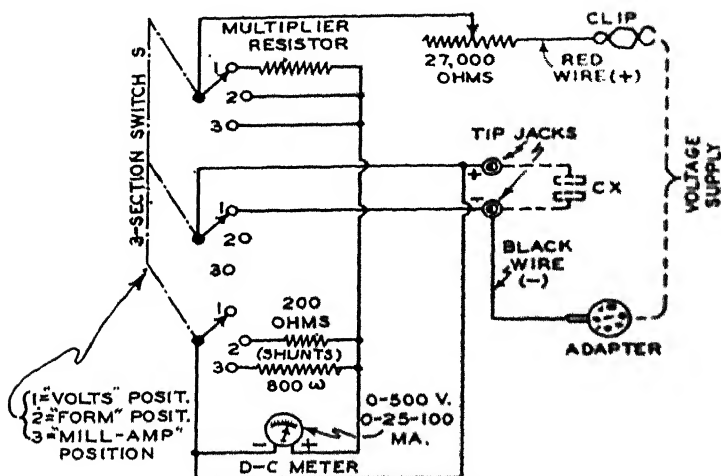 CLIP
MULTIPLIER
RESISTOR
27,000
OHMS
RED
WIRE(+)
1
2
3
3-SECTION SWITCH S
TIP JACKS
+
-
CX
VOLTAGE
SUPPLY
1
2
3
BLACK
WIRE
(-)
ADAPTER
1
200
OHMS
2
(SHUNTS)
3
800 ω
1="VOLTS" POSIT.
2="FORM" POSIT.
3="MILL-AMP"
POSITION
0-500 V.
0-25-100
MA.
- +
D-C METER